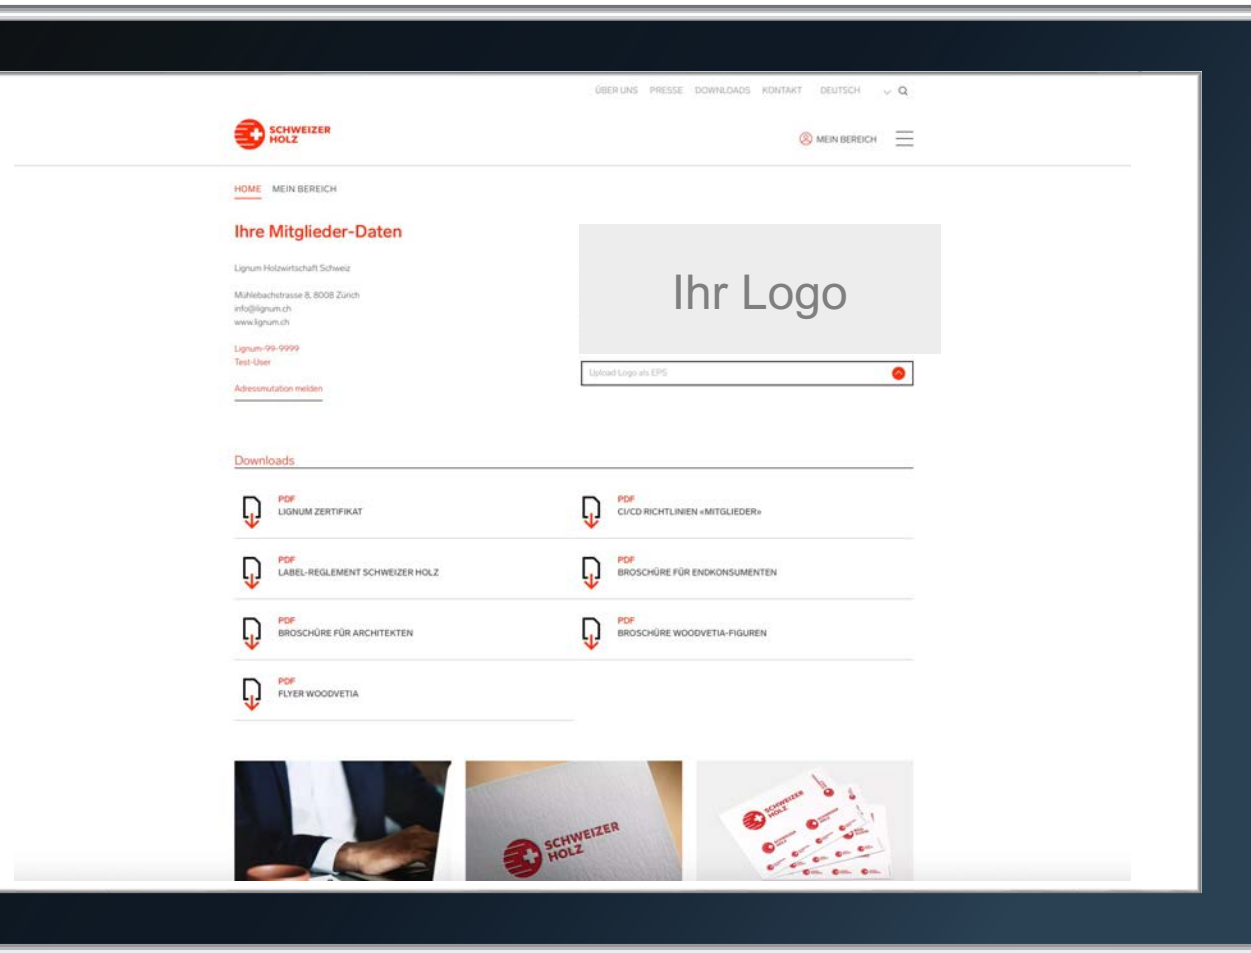 ÜBER UNS PRESSE DOWNLOADS KONTAKT DEUTSCH
SCHWEIZER
HOLZ
MEIN BEREICH
HOME MEIN BEREICH
Ihre Mitglieder-Daten
Lignum Holzwirtschaft Schweiz
Mühlebachstrasse 8, 8008 Zürich
info@lignum.ch
www.lignum.ch
Lignum-99-9999
Test-User
Adressmutation melden
Ihr Logo
Upload Logo als EPS
Downloads
PDF
LIGNUM ZERTIFIKAT
PDF
CI/CD RICHTLINIEN «MITGLIEDER»
PDF
LABEL-REGLEMENT SCHWEIZER HOLZ
PDF
BROSCHÜRE FÜR ENDKONSUMENTEN
PDF
BROSCHÜRE FÜR ARCHITEKTEN
PDF
BROSCHÜRE WOODVETIA-FIGUREN
PDF
FLYER WOODVETIA
SCHWEIZER
HOLZ
SCHWEIZER
HOLZ